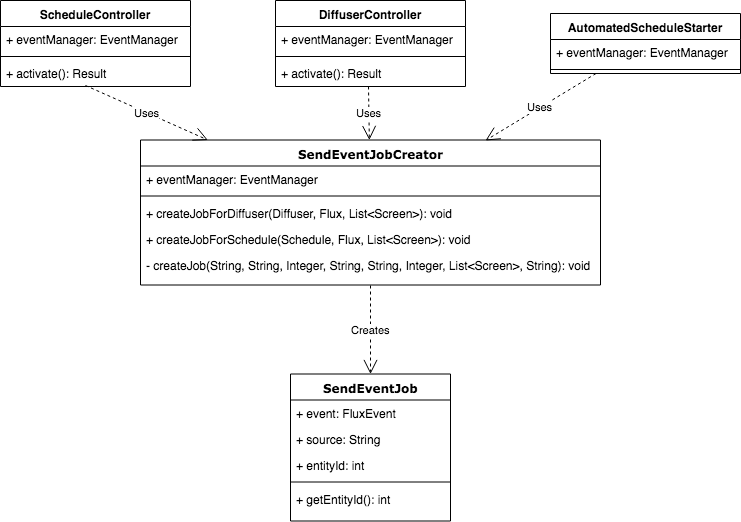 ScheduleController
+ eventManager: EventManager
+ activate(): Result
DiffuserController
+ eventManager: EventManager
+ activate(): Result
AutomatedScheduleStarter
+ eventManager: EventManager
Uses
Uses
Uses
SendEventJobCreator
+ eventManager: EventManager
+ createJobForDiffuser(Diffuser, Flux, List<Screen>): void
+ createJobForSchedule(Schedule, Flux, List<Screen>): void
- createJob(String, String, Integer, String, String, Integer, List<Screen>, String): void
Creates
SendEventJob
+ event: FluxEvent
+ source: String
+ entityId: int
+ getEntityId(): int